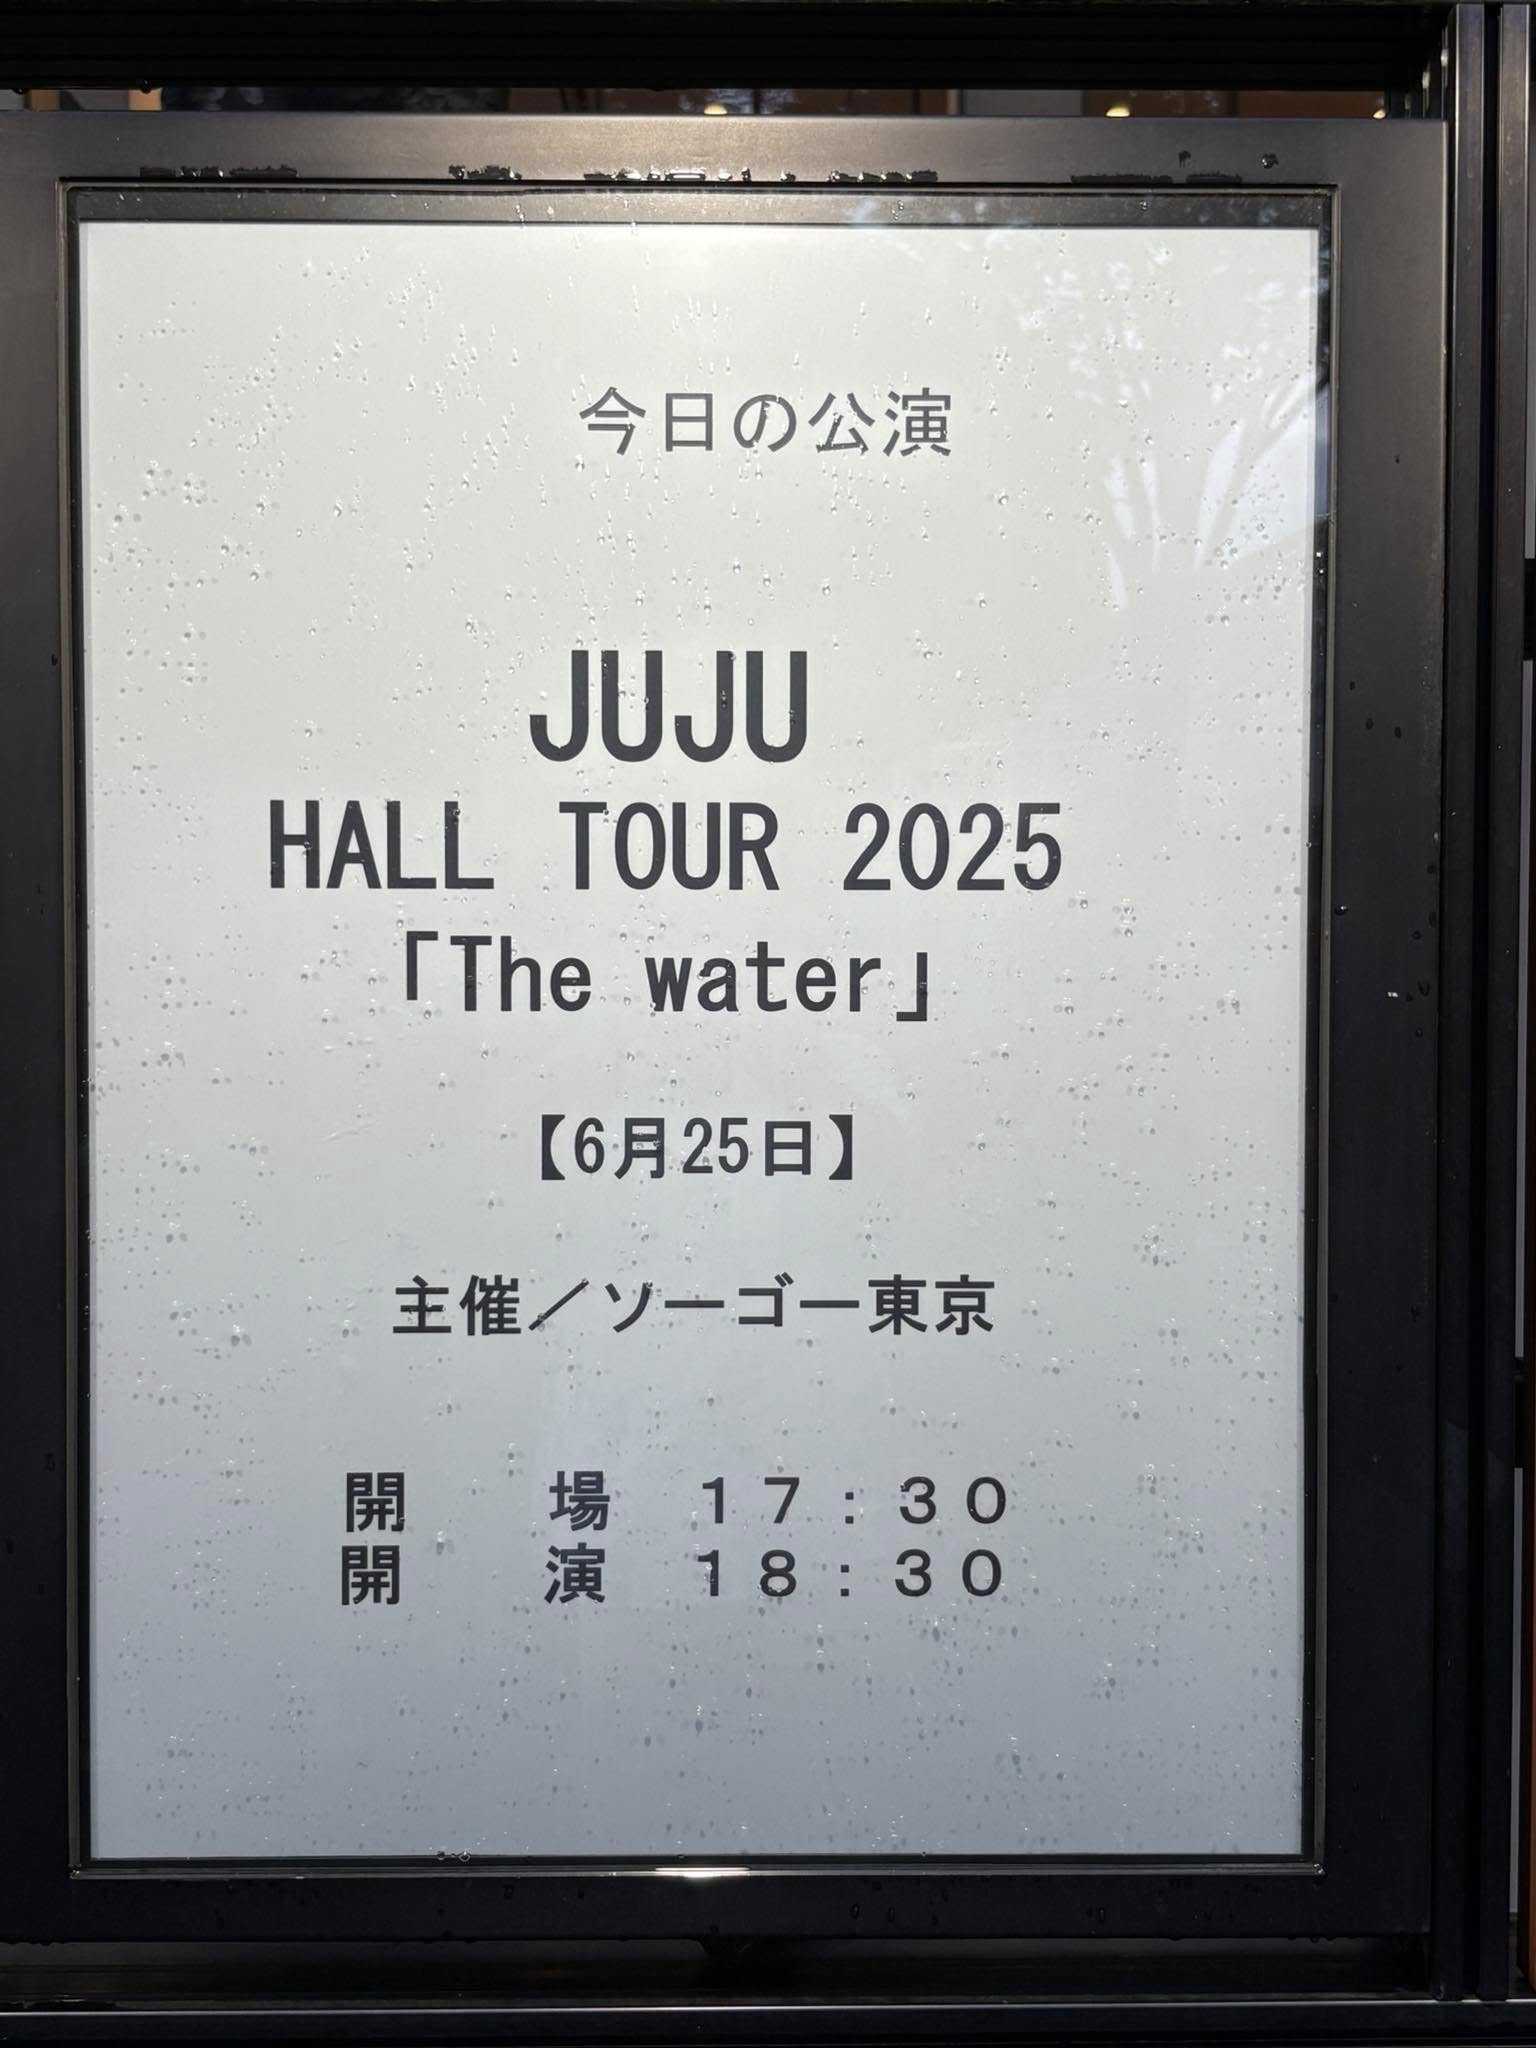 今日の公演
JUJU
HALL TOUR 2025
「The water」
【6月25日】
主催／ソーゴー東京
開　　場　１７：３０
開　　演　１８：３０